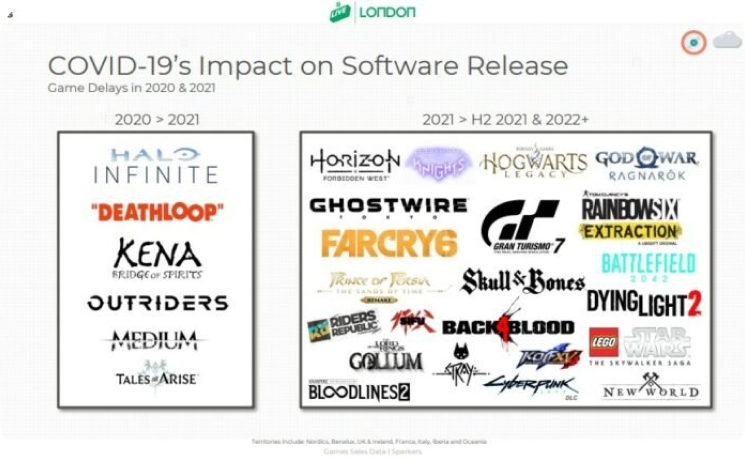 LIVE LONDON
COVID-19's Impact on Software Release
Game Delays in 2020 & 2021
2020 > 2021
HALO
INFINITE
"DEATHLOOP"
KENA
BRIDGE OF SPIRITS
OUTRIDERS
MEDIUM
TALES of ARISE
2021 > H2 2021 & 2022+
HORIZON
FORBIDDEN WEST
KNIGHTS
HOGWARTS
LEGACY
GOD OF WAR
RAGNARÖK
GHOSTWIRE
TOKYO
GRAN TURISMO 7
TOM CLANCY'S
RAINBOW SIX
EXTRACTION
A UBISOFT ORIGINAL
FARCRY6
BATTLEFIELD
2042
PRINCE OF PERSIA
THE SANDS OF TIME
REMAKE
Skull & Bones
DYING LIGHT 2
RIDERS
REPUBLIC
SIFU
BACK 4 BLOOD
LEGO STAR WARS
THE SKYWALKER SAGA
THE LORD OF THE RINGS
GOLLUM
STRAY
KOF XV
BLOODLINES 2
CYBERPUNK
DLC
NEW WORLD
Territories include: Nordics, Benelux, UK & Ireland, France, Italy, Iberia and Oceania
Games Sales Data | Sparkers